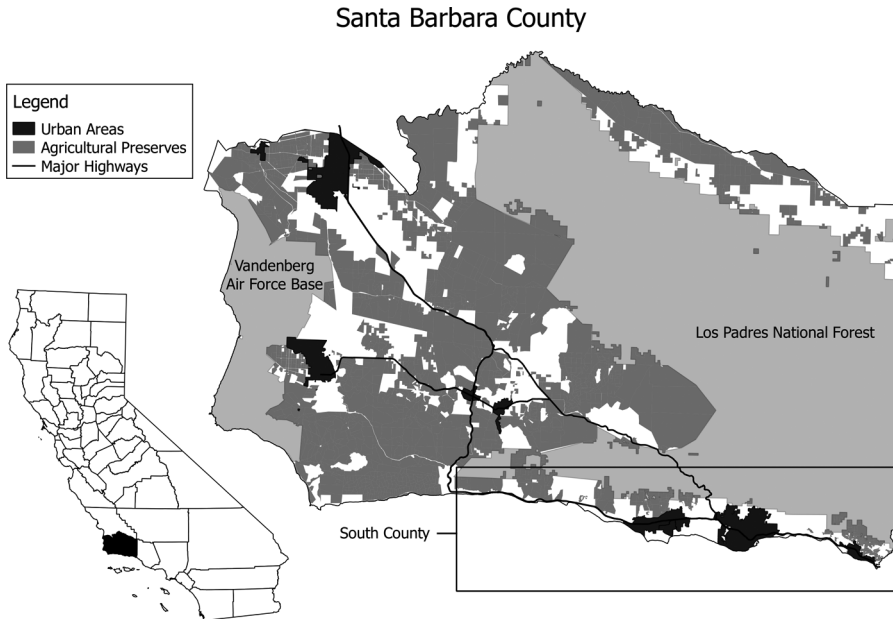 Santa Barbara County
Legend
Urban Areas
Agricultural Preserves
Major Highways
Vandenberg
Air Force Base
Los Padres National Forest
South County